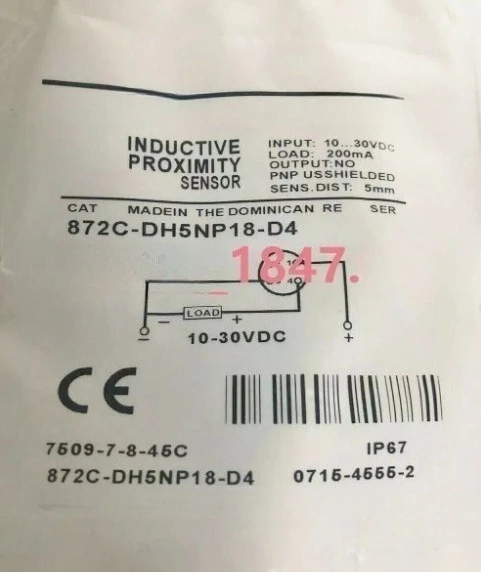 INDUCTIVE
PROXIMITY
SENSOR
INPUT: 10...30VDC
LOAD: 200mA
OUTPUT:NO
PNP USSHIELDED
SENS.DIST: 5mm
CAT MADEIN THE DOMINICAN RE SER
872C-DH5NP18-D4
1847.
4
LOAD
− +
10-30VDC
− +
CE
7509-7-8-45C IP67
872C-DH5NP18-D4 0715-4555-2